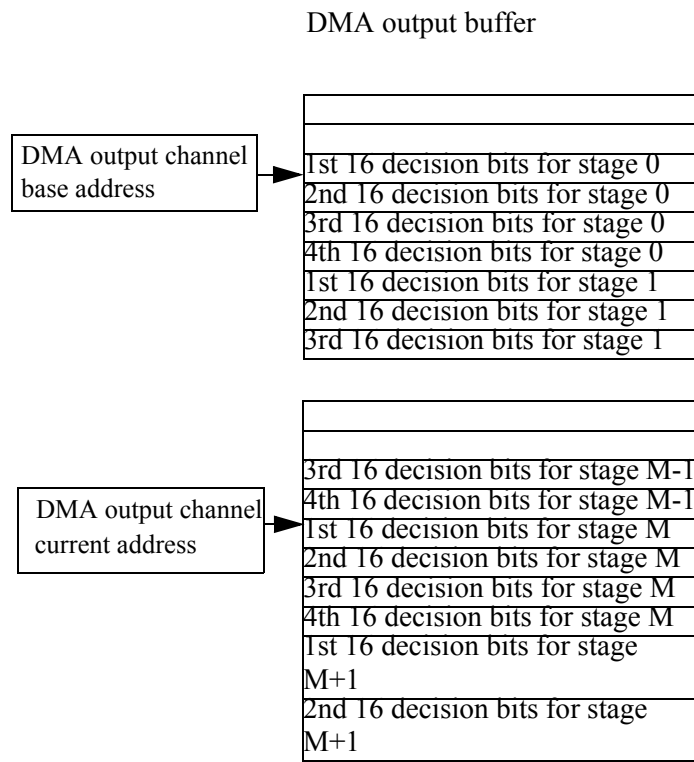 DMA output buffer
DMA output channel
base address
1st 16 decision bits for stage 0
2nd 16 decision bits for stage 0
3rd 16 decision bits for stage 0
4th 16 decision bits for stage 0
1st 16 decision bits for stage 1
2nd 16 decision bits for stage 1
3rd 16 decision bits for stage 1
DMA output channel
current address
3rd 16 decision bits for stage M-1
4th 16 decision bits for stage M-1
1st 16 decision bits for stage M
2nd 16 decision bits for stage M
3rd 16 decision bits for stage M
4th 16 decision bits for stage M
1st 16 decision bits for stage
M+1
2nd 16 decision bits for stage
M+1